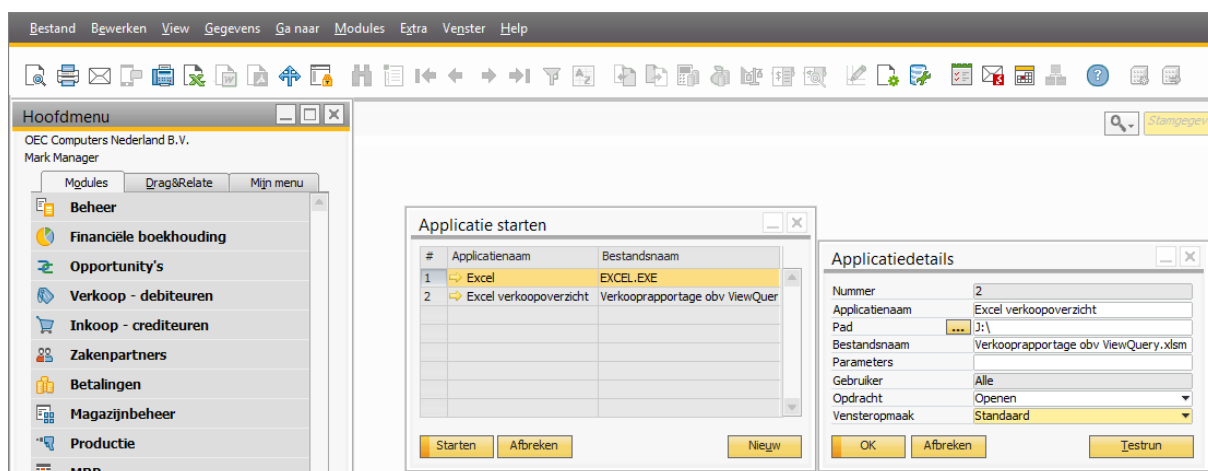 Bestand Bewerken View Gegevens Ga naar Modules Extra Venster Help
Hoofdmenu
OEC Computers Nederland B.V.
Mark Manager
Modules Drag&Relate Mijn menu
Beheer
Financiële boekhouding
Opportunity's
Verkoop - debiteuren
Inkoop - crediteuren
Zakenpartners
Betalingen
Magazijnbeheer
Productie
MRP
Stamgegev
Applicatie starten
# Applicatienaam Bestandsnaam
1 Excel EXCEL.EXE
2 Excel verkoopoverzicht Verkooprapportage obv ViewQuer
Starten Afbreken Nieuw
Applicatiedetails
Nummer 2
Applicatienaam Excel verkoopoverzicht
Pad ... J:\
Bestandsnaam Verkooprapportage obv ViewQuery.xlsm
Parameters
Gebruiker Alle
Opdracht Openen
Vensteropmaak Standaard
OK Afbreken Testrun